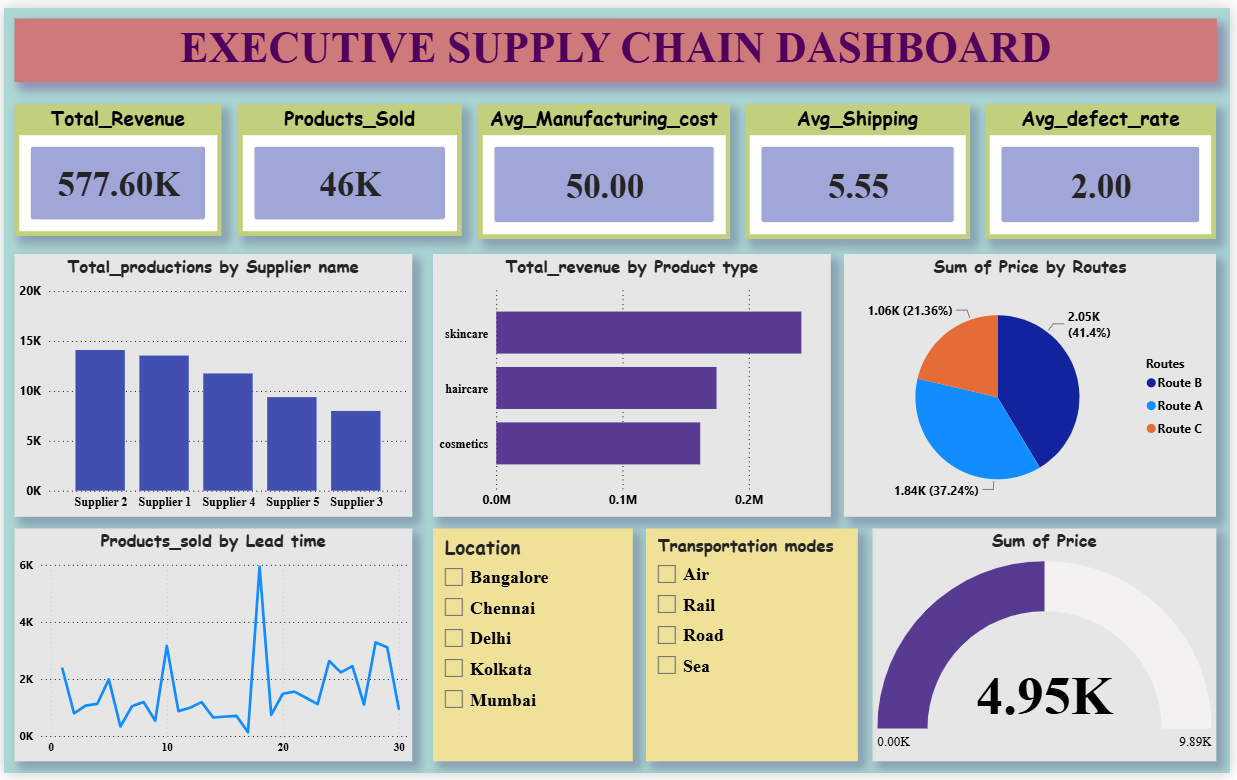 EXECUTIVE SUPPLY CHAIN DASHBOARD
Total_Revenue
577.60K
Products_Sold
46K
Avg_Manufacturing_cost
50.00
Avg_Shipping
5.55
Avg_defect_rate
2.00
Total_productions by Supplier name
20K
15K
10K
5K
0K
Supplier 2 Supplier 1 Supplier 4 Supplier 5 Supplier 3
Total_revenue by Product type
skincare
haircare
cosmetics
0.0M 0.1M 0.2M
Sum of Price by Routes
1.06K (21.36%)
2.05K
(41.4%)
1.84K (37.24%)
Routes
Route B
Route A
Route C
Products_sold by Lead time
6K
4K
2K
0K
0 10 20 30
Location
Bangalore
Chennai
Delhi
Kolkata
Mumbai
Transportation modes
Air
Rail
Road
Sea
Sum of Price
4.95K
0.00K 9.89K